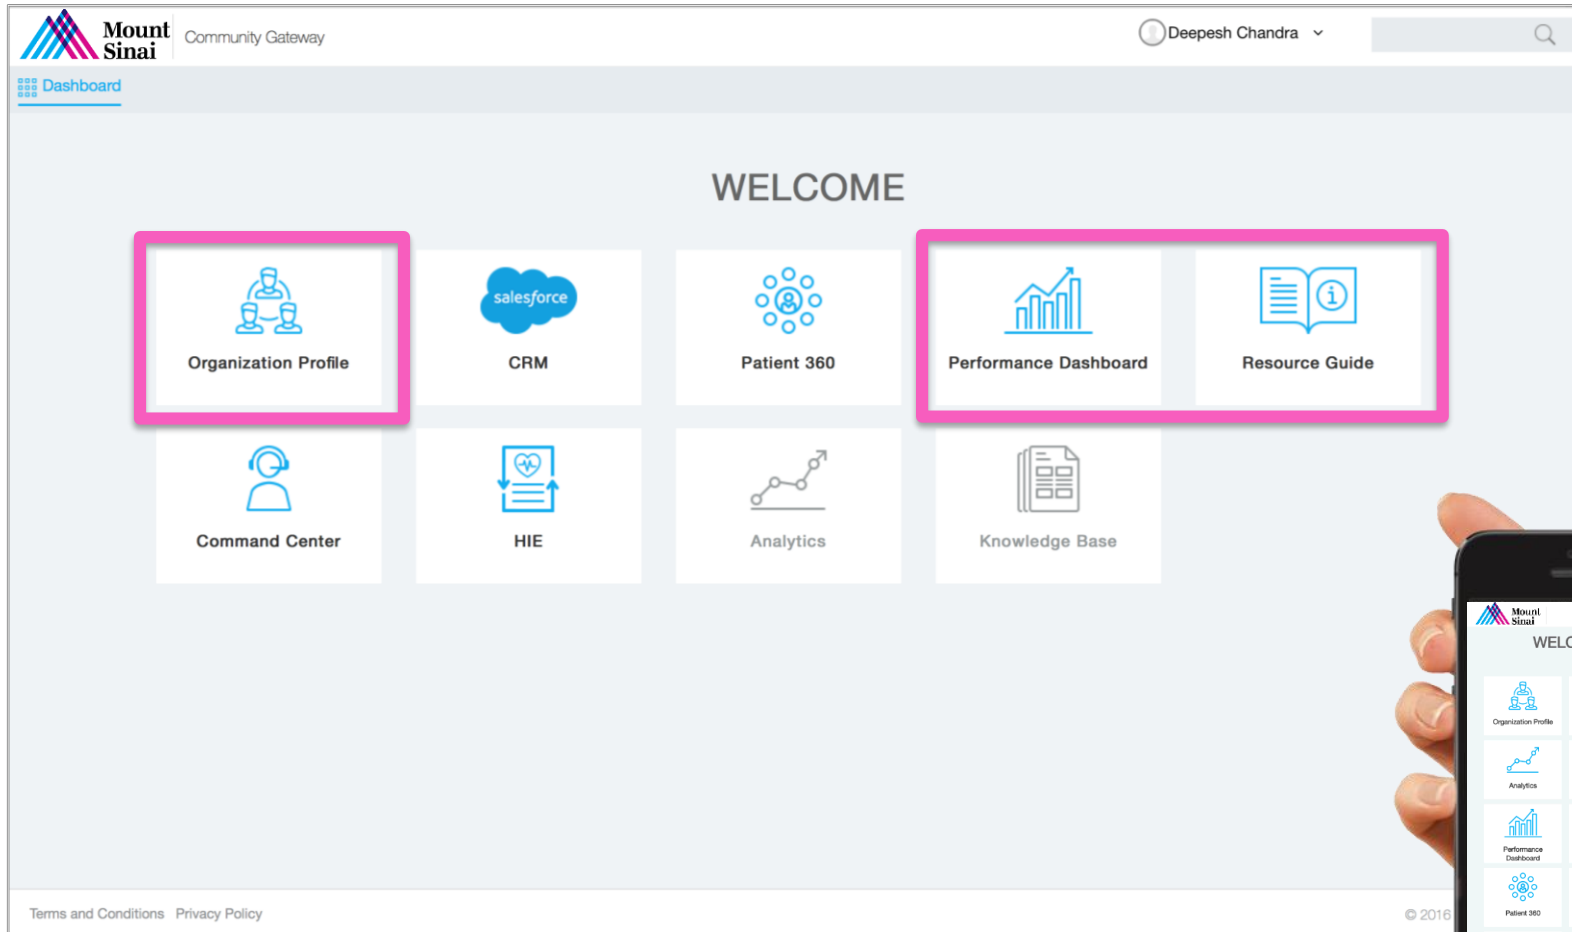 Mount
Sinai
Community Gateway
Deepesh Chandra
Dashboard
WELCOME
Organization Profile
salesforce
CRM
Patient 360
Performance Dashboard
Resource Guide
Command Center
HIE
Analytics
Knowledge Base
Mount
Sinai
WELC
Organization Profile
Analytics
Performance
Dashboard
Patient 360
Terms and Conditions Privacy Policy
© 2016